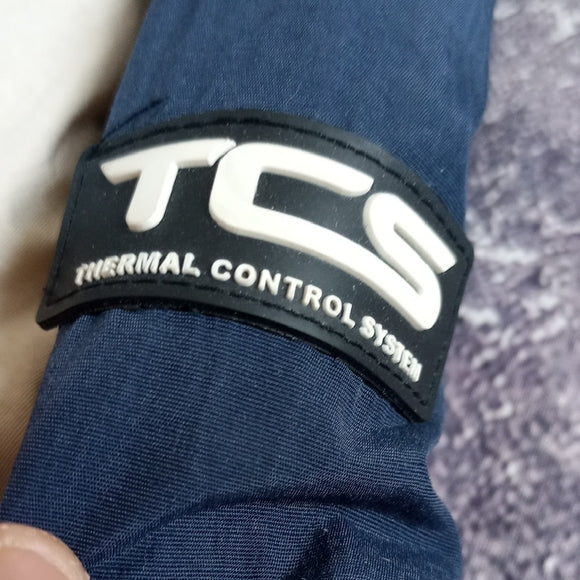 TCS
THERMAL CONTROL SYSTEM